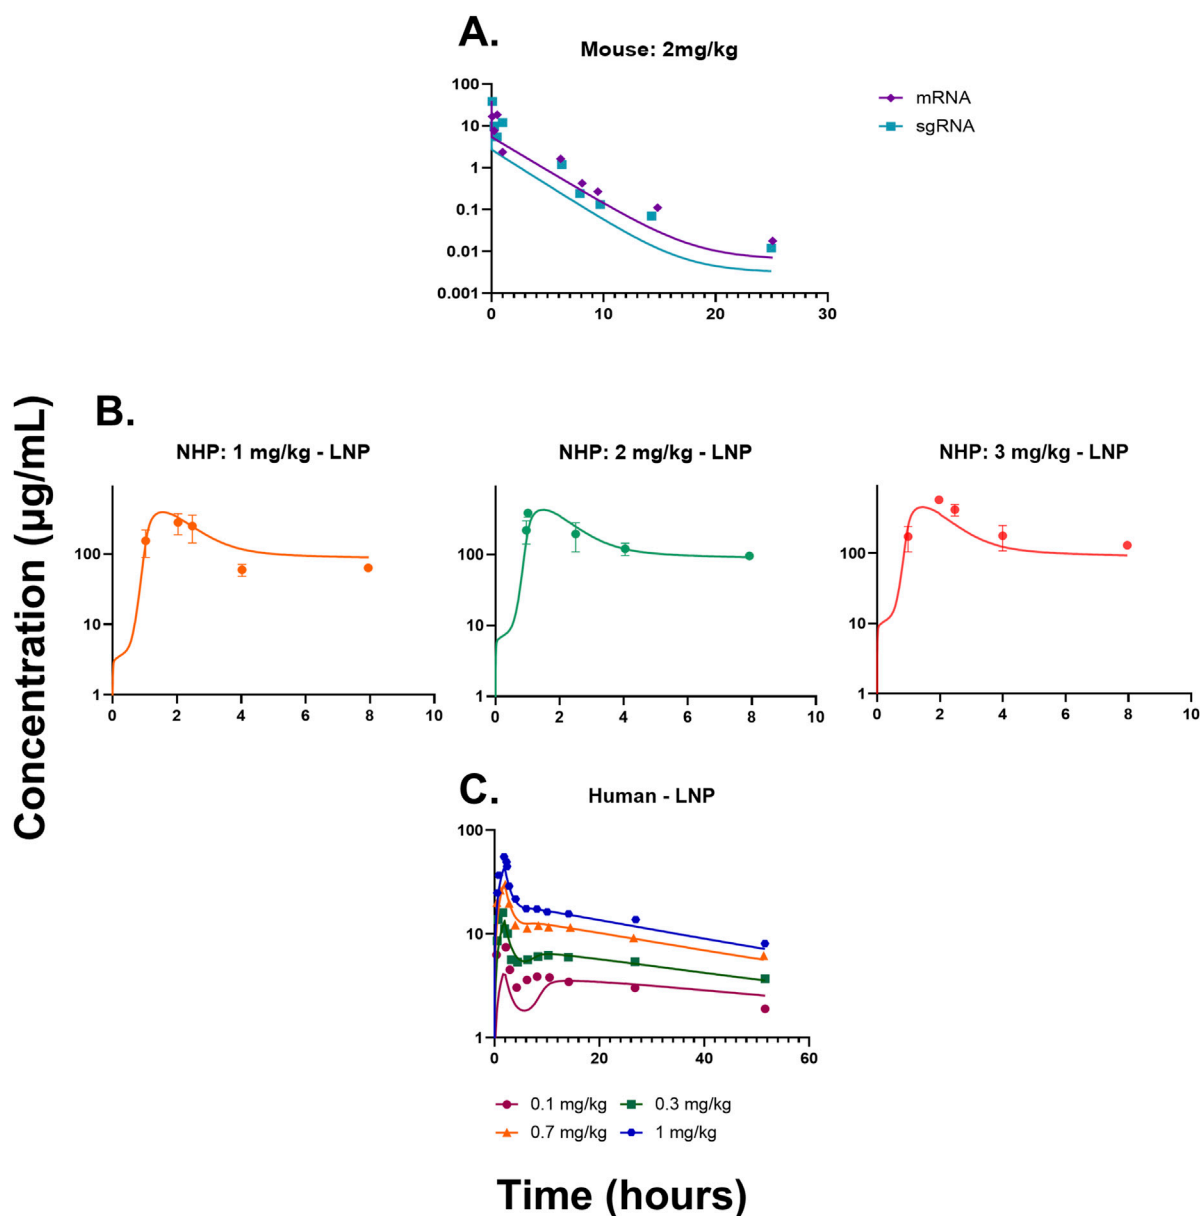 A.
Mouse: 2mg/kg
100
10
1
0.1
0.01
0.001
0 10 20 30
mRNA
sgRNA
Concentration (µg/mL)
B.
NHP: 1 mg/kg - LNP
100
10
1
0 2 4 6 8 10
NHP: 2 mg/kg - LNP
100
10
1
0 2 4 6 8 10
NHP: 3 mg/kg - LNP
100
10
1
0 2 4 6 8 10
C.
Human - LNP
100
10
1
0 20 40 60
0.1 mg/kg 0.3 mg/kg
0.7 mg/kg 1 mg/kg
Time (hours)